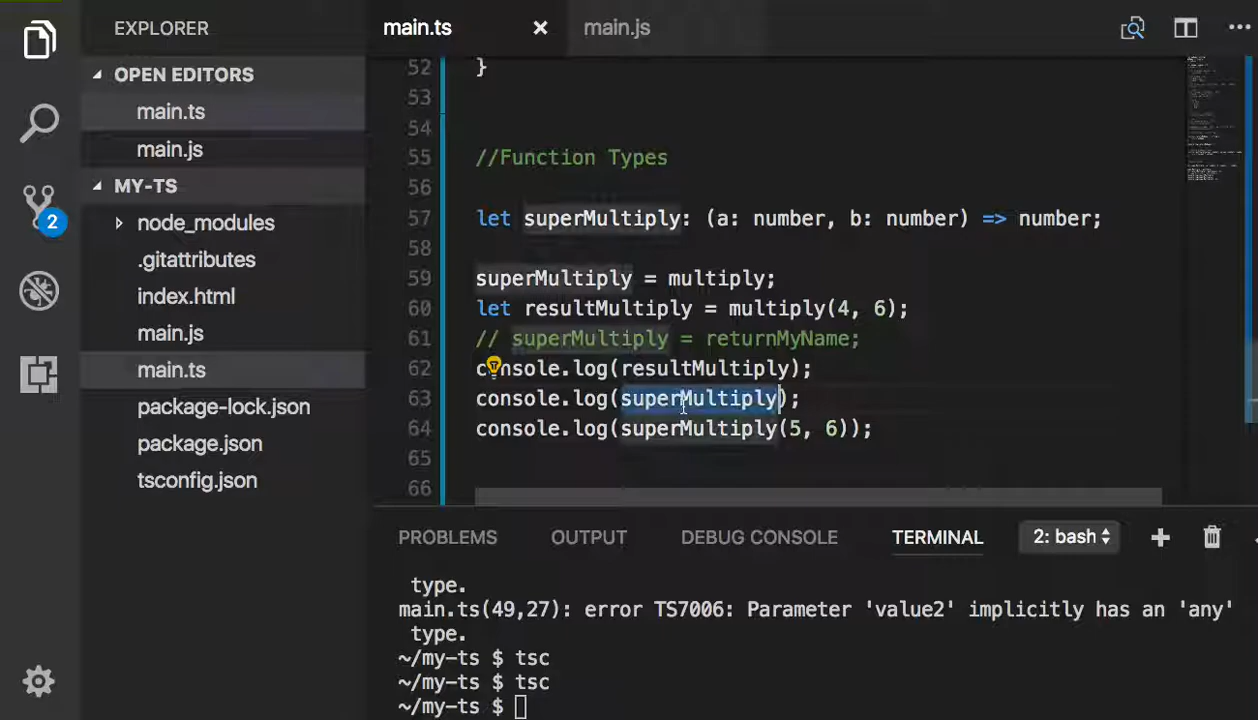 EXPLORER
OPEN EDITORS
main.ts
main.js
MY-TS
node_modules
.gitattributes
index.html
main.js
main.ts
package-lock.json
package.json
tsconfig.json
2
main.ts
main.js
52 }
53
54
55 //Function Types
56
57 let superMultiply: (a: number, b: number) => number;
58
59 superMultiply = multiply;
60 let resultMultiply = multiply(4, 6);
61 // superMultiply = returnMyName;
62 console.log(resultMultiply);
63 console.log(superMultiply);
64 console.log(superMultiply(5, 6));
65
66
PROBLEMS OUTPUT DEBUG CONSOLE TERMINAL 2: bash
type.
main.ts(49,27): error TS7006: Parameter 'value2' implicitly has an 'any'
type.
~/my-ts $ tsc
~/my-ts $ tsc
~/my-ts $